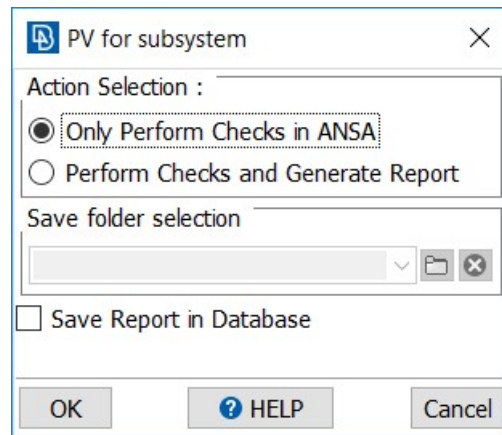 PV for subsystem
Action Selection :
Only Perform Checks in ANSA
Perform Checks and Generate Report
Save folder selection
Save Report in Database
OK
? HELP
Cancel